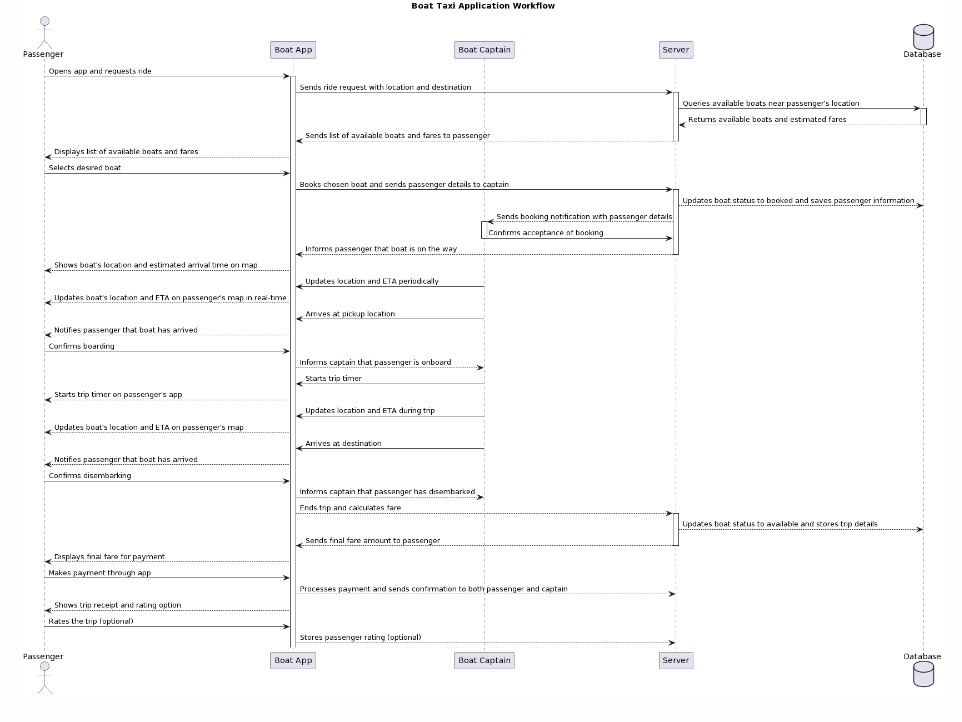 Boat Taxi Application Workflow
Passenger
Boat App
Boat Captain
Server
Database
Opens app and requests ride
Sends ride request with location and destination
Queries available boats near passenger's location
Returns available boats and estimated fares
Sends list of available boats and fares to passenger
Displays list of available boats and fares
Selects desired boat
Books chosen boat and sends passenger details to captain
Updates boat status to booked and saves passenger information
Sends booking notification with passenger details
Confirms acceptance of booking
Informs passenger that boat is on the way
Shows boat's location and estimated arrival time on map
Updates location and ETA periodically
Updates boat's location and ETA on passenger's map in real-time
Arrives at pickup location
Notifies passenger that boat has arrived
Confirms boarding
Informs captain that passenger is onboard
Starts trip timer
Starts trip timer on passenger's app
Updates location and ETA during trip
Updates boat's location and ETA on passenger's map
Arrives at destination
Notifies passenger that boat has arrived
Confirms disembarking
Informs captain that passenger has disembarked
Ends trip and calculates fare
Updates boat status to available and stores trip details
Sends final fare amount to passenger
Displays final fare for payment
Makes payment through app
Processes payment and sends confirmation to both passenger and captain
Shows trip receipt and rating option
Rates the trip (optional)
Stores passenger rating (optional)
Passenger
Boat App
Boat Captain
Server
Database